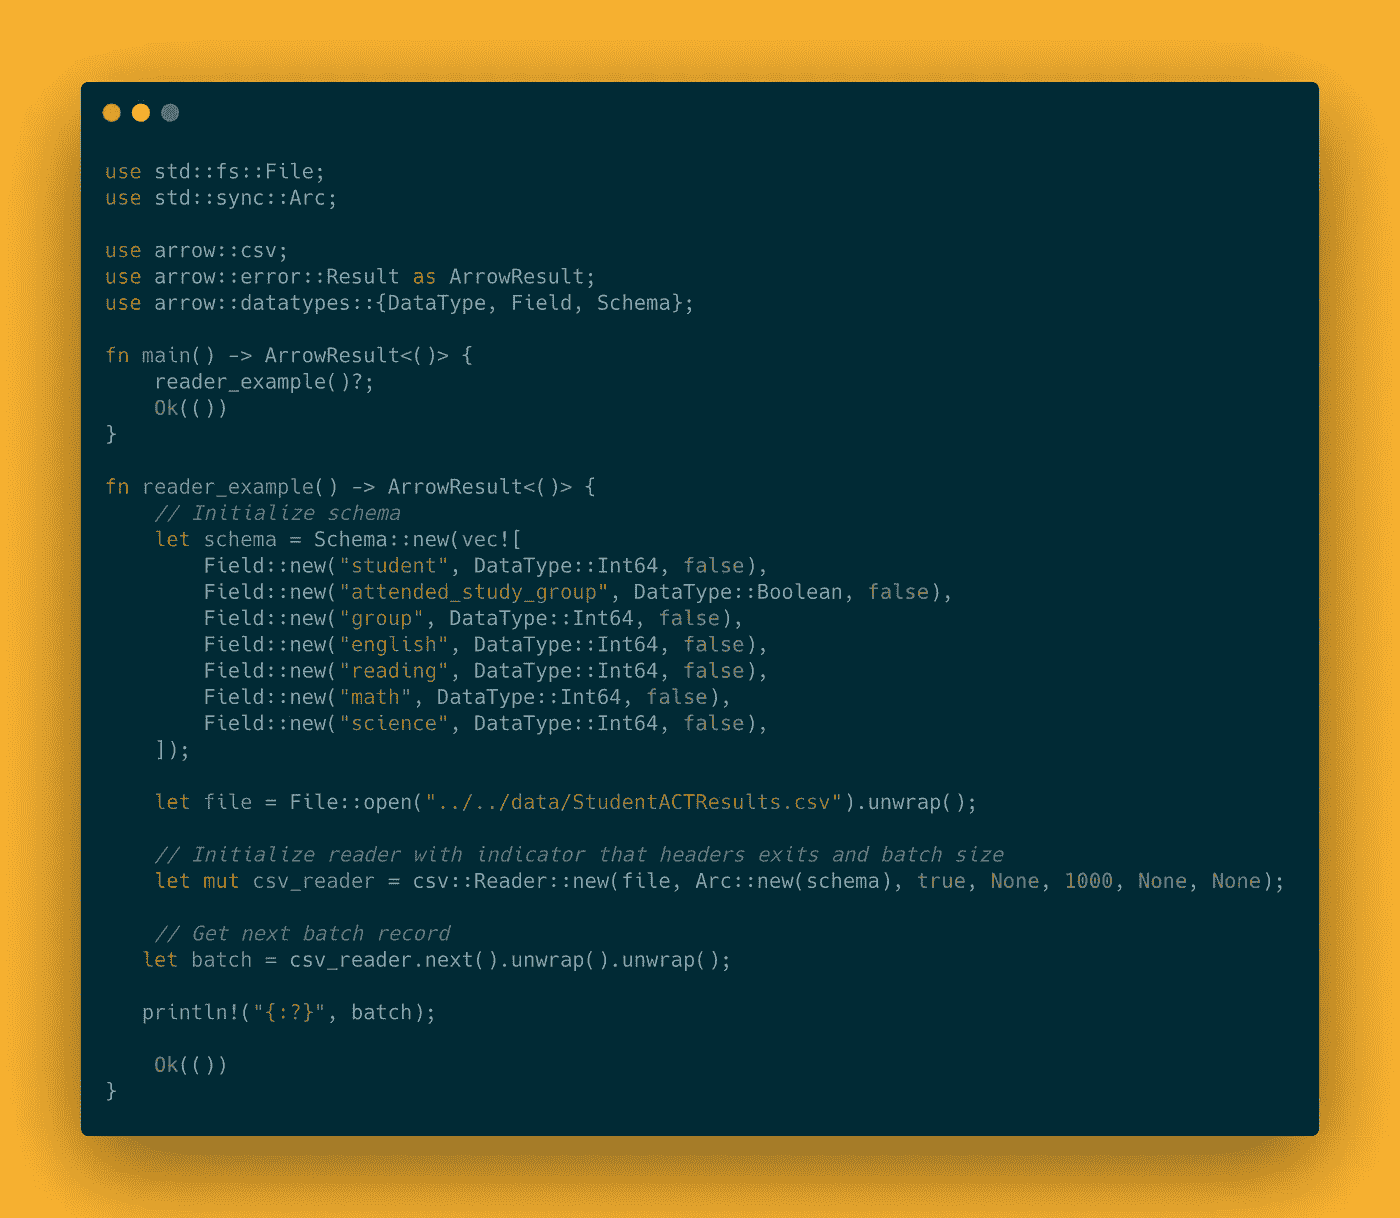 use std::fs::File;
use std::sync::Arc;

use arrow::csv;
use arrow::error::Result as ArrowResult;
use arrow::datatypes::{DataType, Field, Schema};

fn main() -> ArrowResult<()> {
    reader_example()?;
    Ok(())
}

fn reader_example() -> ArrowResult<()> {
    // Initialize schema
    let schema = Schema::new(vec![
        Field::new("student", DataType::Int64, false),
        Field::new("attended_study_group", DataType::Boolean, false),
        Field::new("group", DataType::Int64, false),
        Field::new("english", DataType::Int64, false),
        Field::new("reading", DataType::Int64, false),
        Field::new("math", DataType::Int64, false),
        Field::new("science", DataType::Int64, false),
    ]);

    let file = File::open("../../data/StudentACTResults.csv").unwrap();

    // Initialize reader with indicator that headers exits and batch size
    let mut csv_reader = csv::Reader::new(file, Arc::new(schema), true, None, 1000, None, None);

    // Get next batch record
   let batch = csv_reader.next().unwrap().unwrap();

   println!("{:?}", batch);

    Ok(())
}